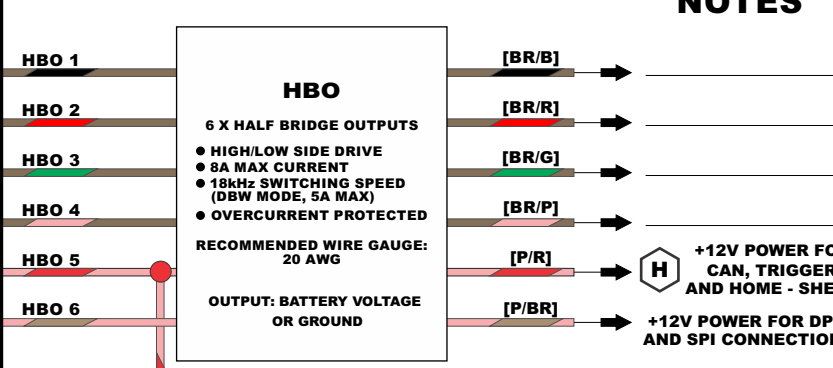 NOTES
HBO 1
HBO 2
HBO 3
HBO 4
HBO 5
HBO 6
HBO
6 X HALF BRIDGE OUTPUTS
● HIGH/LOW SIDE DRIVE
● 8A MAX CURRENT
● 18kHz SWITCHING SPEED
(DBW MODE, 5A MAX)
● OVERCURRENT PROTECTED
RECOMMENDED WIRE GAUGE:
20 AWG
OUTPUT: BATTERY VOLTAGE
OR GROUND
[BR/B]
[BR/R]
[BR/G]
[BR/P]
[P/R]
[P/BR]
H
+12V POWER FO
CAN, TRIGGER
AND HOME - SHE
+12V POWER FOR DP
AND SPI CONNECTION